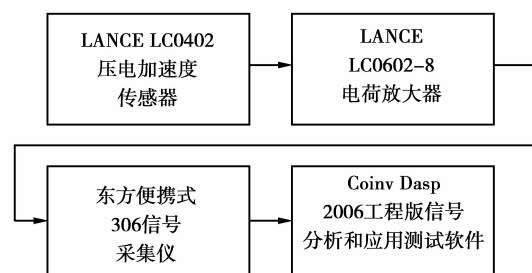 LANCE LC0402
压电加速度
传感器
LANCE
LC0602-8
电荷放大器
东方便携式
306信号
采集仪
Coinv Dasp
2006工程版信号
分析和应用测试软件